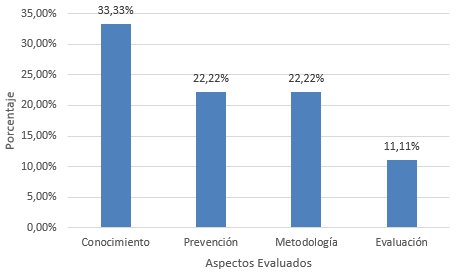 35,00%
30,00%
25,00%
20,00%
15,00%
10,00%
5,00%
0,00%
Porcentaje
33,33%
22,22%
22,22%
11,11%
Conocimiento
Prevención
Metodología
Evaluación
Aspectos Evaluados